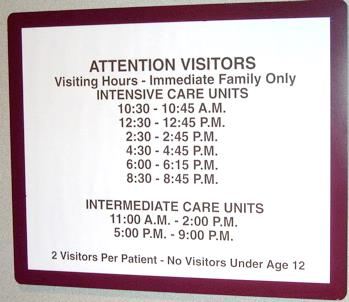 ATTENTION VISITORS
Visiting Hours - Immediate Family Only
INTENSIVE CARE UNITS
10:30 - 10:45 A.M.
12:30 - 12:45 P.M.
2:30 - 2:45 P.M.
4:30 - 4:45 P.M.
6:00 - 6:15 P.M.
8:30 - 8:45 P.M.
INTERMEDIATE CARE UNITS
11:00 A.M. - 2:00 P.M.
5:00 P.M. - 9:00 P.M.
2 Visitors Per Patient - No Visitors Under Age 12